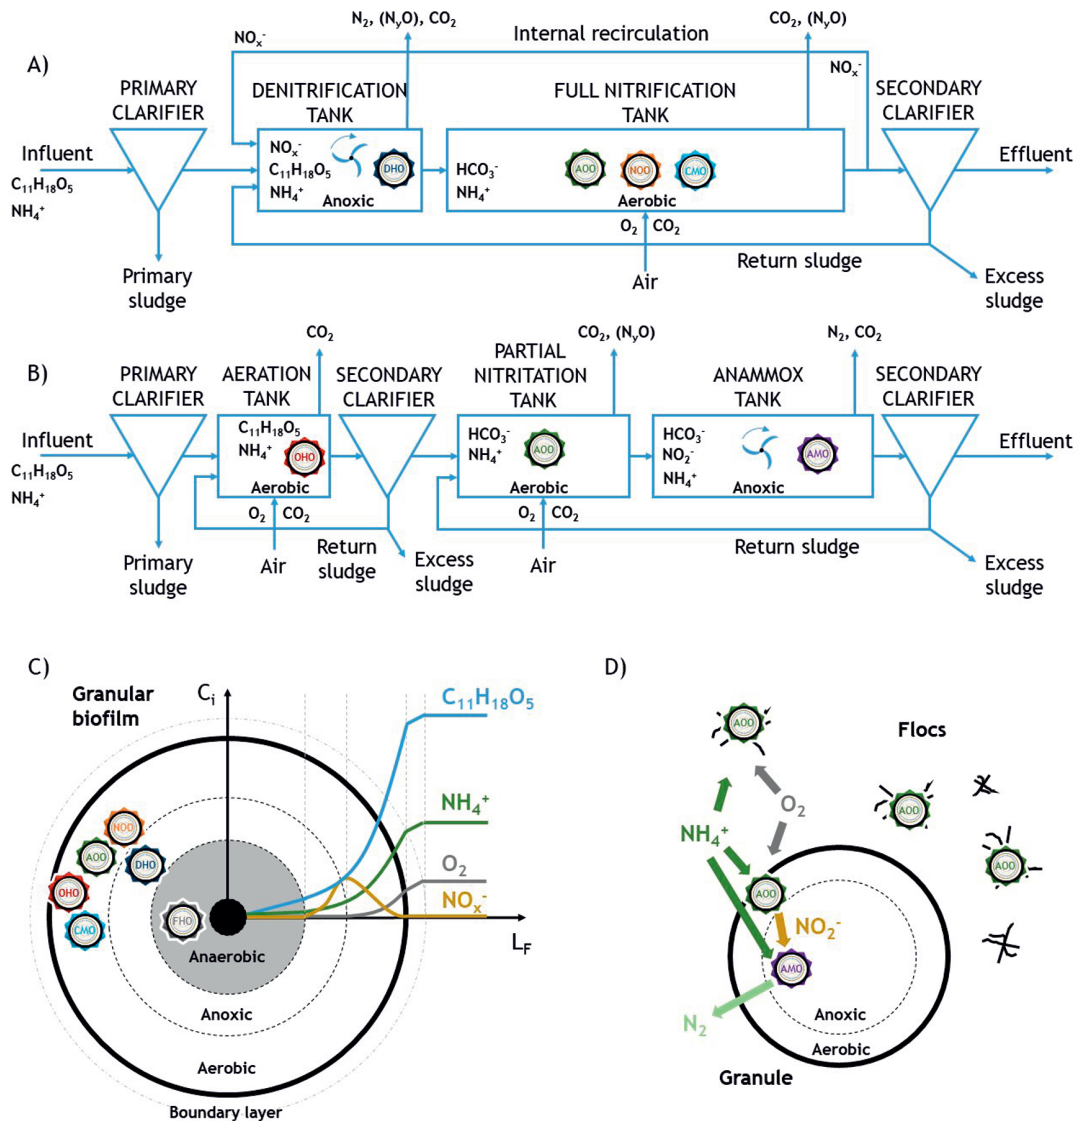 A)
N₂, (NᵧO), CO₂
CO₂, (NᵧO)
Internal recirculation
NOₓ⁻
NOₓ⁻
PRIMARY
CLARIFIER
DENITRIFICATION
TANK
FULL NITRIFICATION
TANK
SECONDARY
CLARIFIER
Influent
C₁₁H₁₈O₅
NH₄⁺
NOₓ⁻
C₁₁H₁₈O₅
NH₄⁺
DHO
Anoxic
HCO₃⁻
NH₄⁺
AOO
NOO
CMO
Aerobic
Effluent
O₂ CO₂
Air
Return sludge
Primary
sludge
Excess
sludge
B)
CO₂
CO₂, (NᵧO)
N₂, CO₂
PRIMARY
CLARIFIER
AERATION
TANK
SECONDARY
CLARIFIER
PARTIAL
NITRITATION
TANK
ANAMMOX
TANK
SECONDARY
CLARIFIER
Influent
C₁₁H₁₈O₅
NH₄⁺
C₁₁H₁₈O₅
NH₄⁺
OHO
Aerobic
HCO₃⁻
NH₄⁺
AOO
Aerobic
HCO₃⁻
NO₂⁻
NH₄⁺
AMO
Anoxic
Effluent
O₂ CO₂
Air
O₂ CO₂
Air
Primary
sludge
Return
sludge
Excess
sludge
Return sludge
Excess
sludge
C)
Granular
biofilm
Cᵢ
C₁₁H₁₈O₅
NH₄⁺
O₂
NOₓ⁻
L_F
NOO
AOO
DHO
OHO
CMO
FHO
Anaerobic
Anoxic
Aerobic
Boundary layer
D)
AOO
Flocs
O₂
NH₄⁺
AOO
AOO
AOO
NO₂⁻
AMO
N₂
Anoxic
Aerobic
Granule